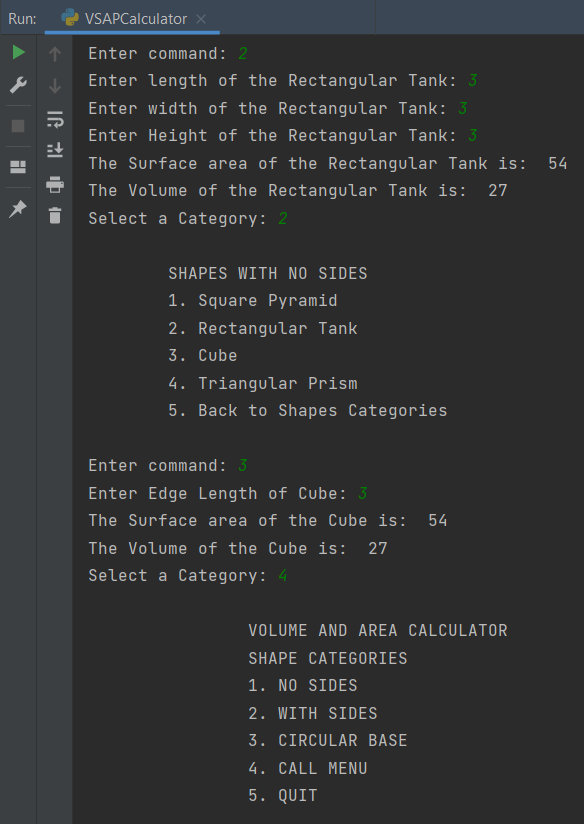 Run: VSAPCalculator
Enter command: 2
Enter length of the Rectangular Tank: 3
Enter width of the Rectangular Tank: 3
Enter Height of the Rectangular Tank: 3
The Surface area of the Rectangular Tank is:  54
The Volume of the Rectangular Tank is:  27
Select a Category: 2
SHAPES WITH NO SIDES
1. Square Pyramid
2. Rectangular Tank
3. Cube
4. Triangular Prism
5. Back to Shapes Categories
Enter command: 3
Enter Edge Length of Cube: 3
The Surface area of the Cube is:  54
The Volume of the Cube is:  27
Select a Category: 4
VOLUME AND AREA CALCULATOR
SHAPE CATEGORIES
1. NO SIDES
2. WITH SIDES
3. CIRCULAR BASE
4. CALL MENU
5. QUIT